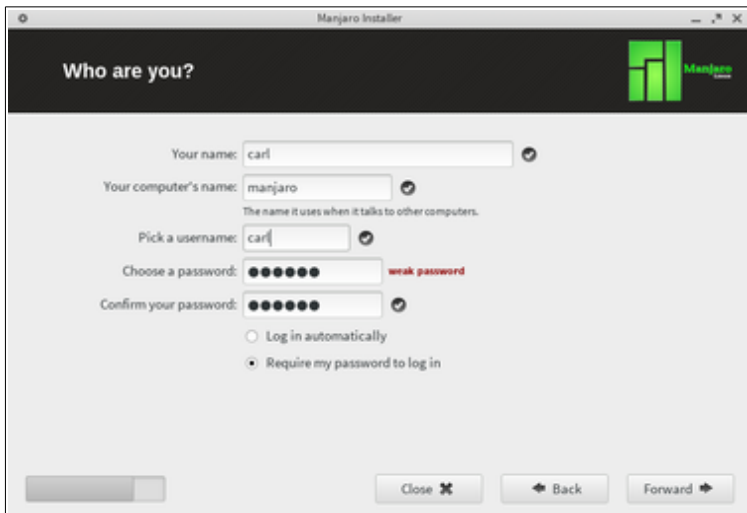 Manjaro Installer
Who are you?
Manjaro
Your name: carl
Your computer's name: manjaro
The name it uses when it talks to other computers.
Pick a username: carl
Choose a password: ●●●●●● weak password
Confirm your password: ●●●●●●
Log in automatically
Require my password to log in
Close Back Forward